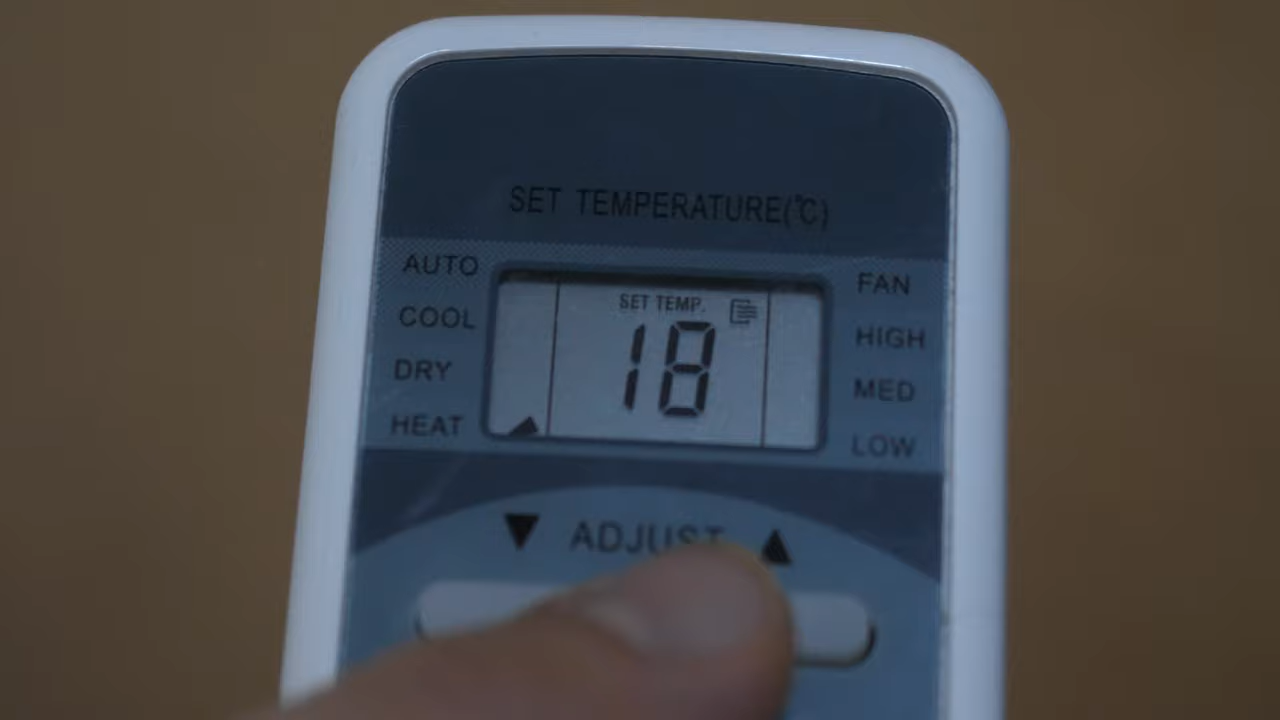 SET TEMPERATURE(°C)
AUTO
COOL
DRY
HEAT
SET TEMP.
18
FAN
HIGH
MED
LOW
▼ ADJUST ▲